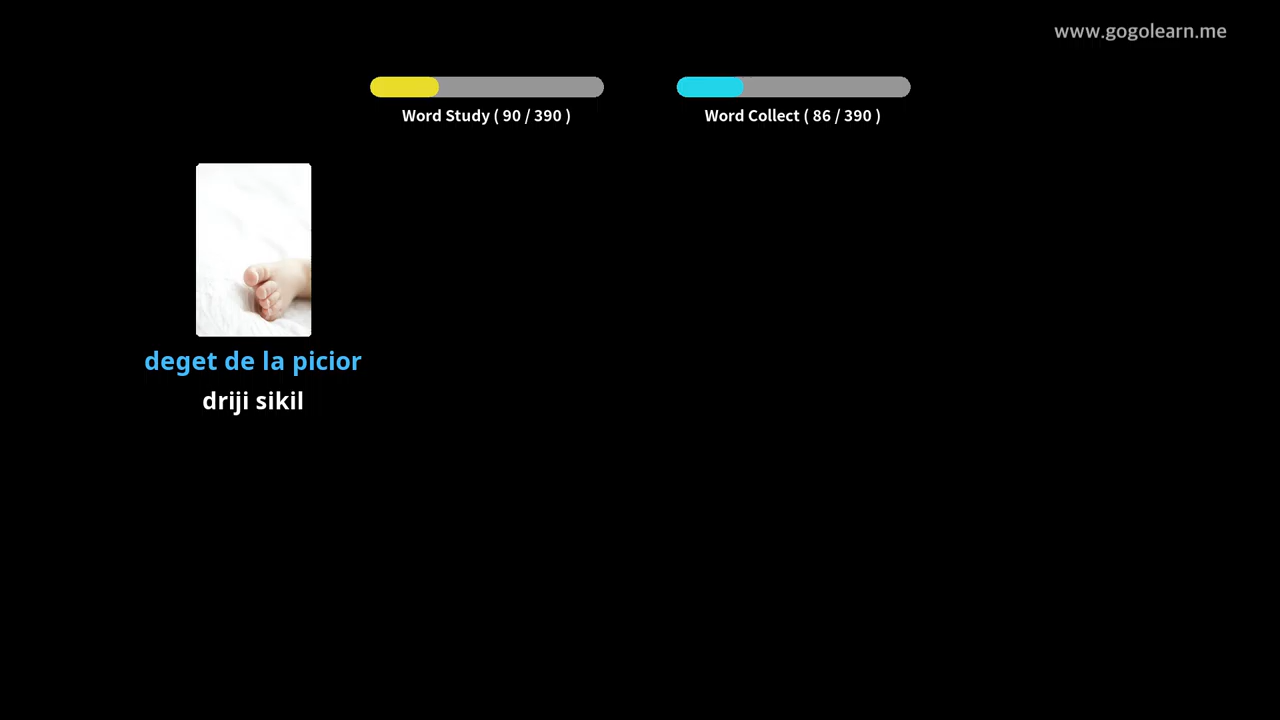 www.gogolearn.me
Word Study ( 90 / 390 )
Word Collect ( 86 / 390 )
deget de la picior
driji sikil